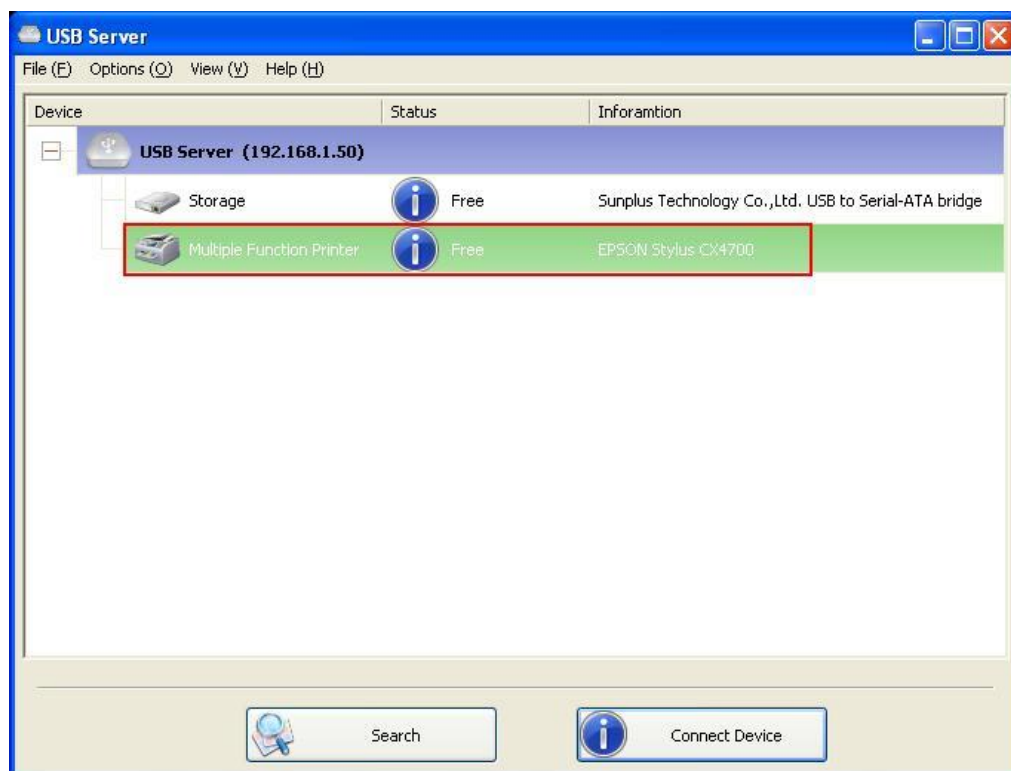 USB Server
File (F) Options (O) View (V) Help (H)
Device Status Inforamtion
USB Server (192.168.1.50)
Storage Free Sunplus Technology Co.,Ltd. USB to Serial-ATA bridge
Multiple Function Printer Free EPSON Stylus CX4700
Search Connect Device